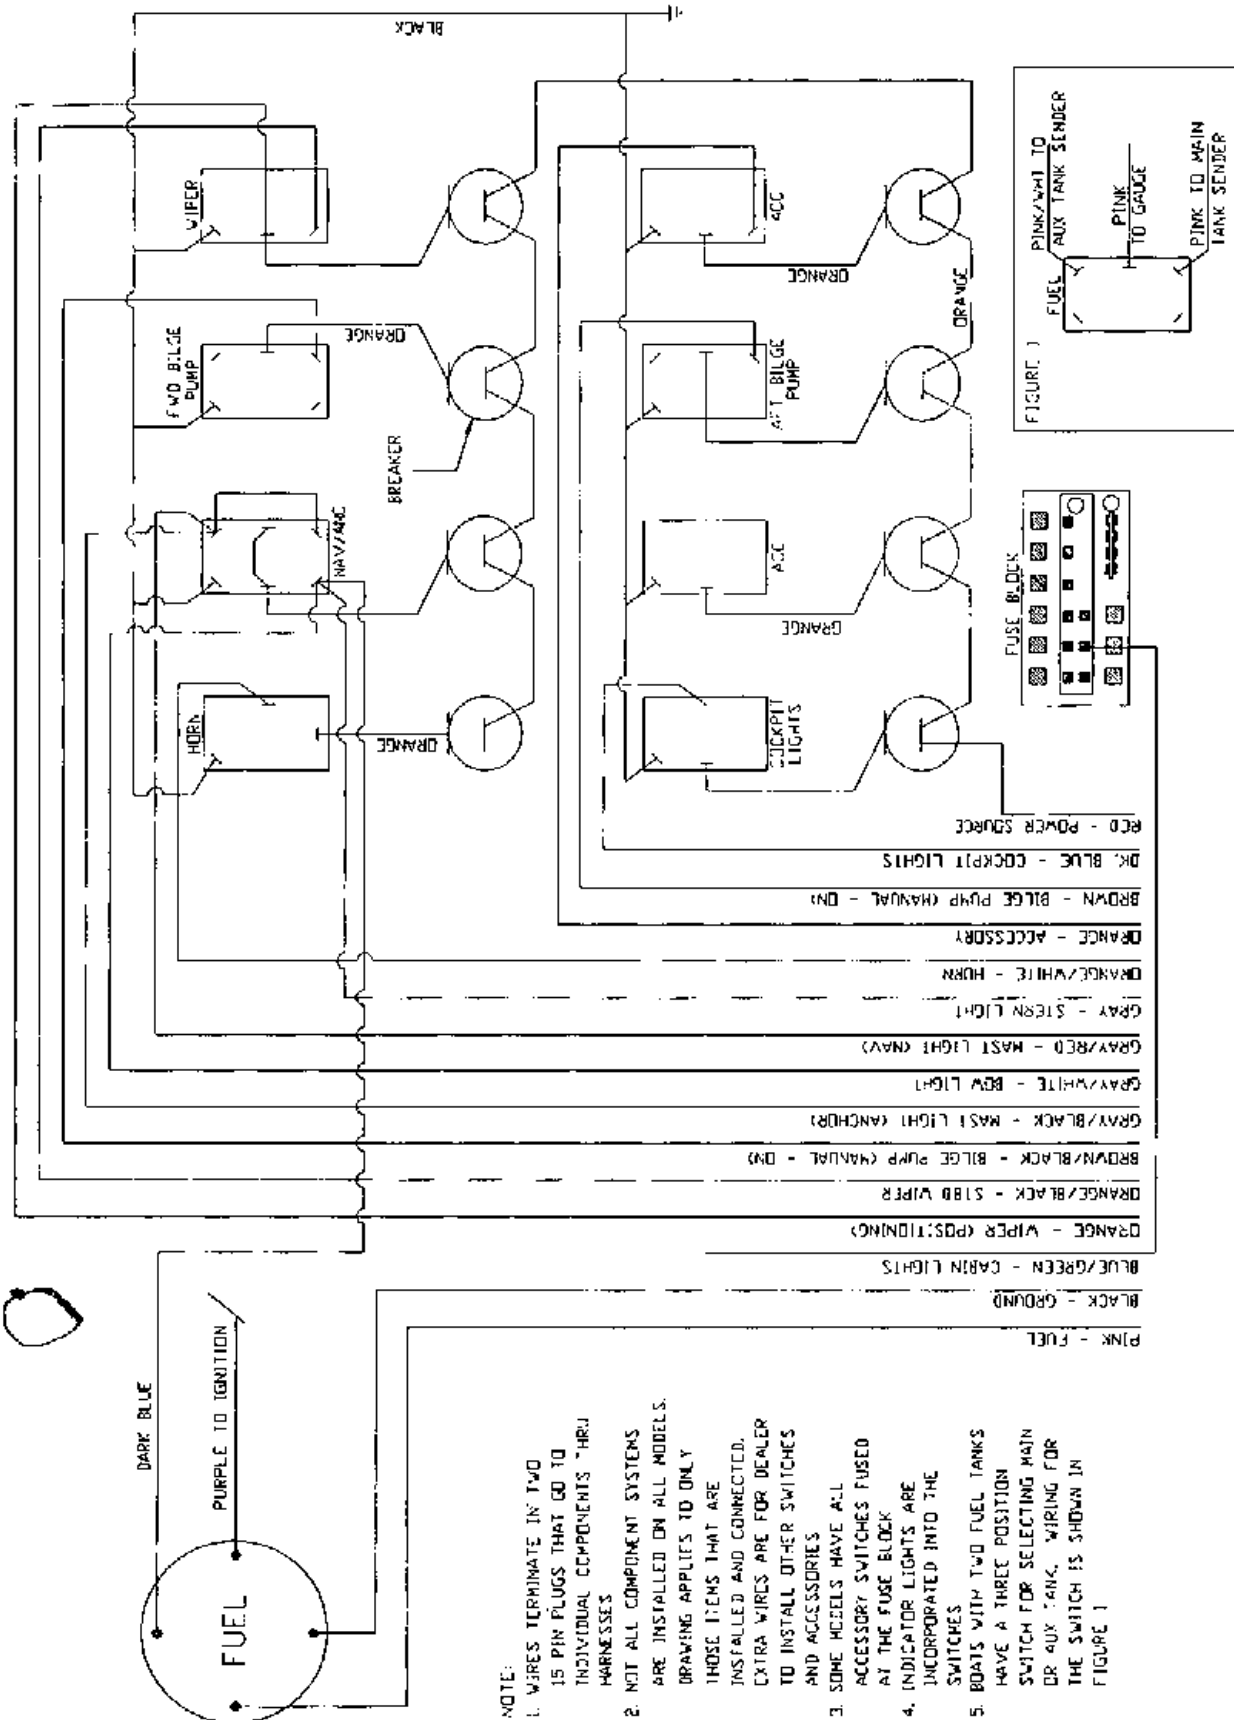 BLACK
WIPER
FWD BILGE
PUMP
NAV/ANC
HORN
ORANGE
ORANGE
BREAKER
ACC
AFT BILGE
PUMP
ACC
COCKPIT
LIGHTS
ORANGE
ORANGE
ORANGE
FIGURE 1
FUEL
PINK/WHT TO
AUX TANK SENDER
PINK
TO GAUGE
PINK TO MAIN
TANK SENDER
FUSE BLOCK
RED - POWER SOURCE
DK. BLUE - COCKPIT LIGHTS
BROWN - BILGE PUMP (MANUAL - ON)
ORANGE - ACCESSORY
ORANGE/WHITE - HORN
GRAY - STERN LIGHT
GRAY/RED - MAST LIGHT (NAV)
GRAY/WHITE - BOW LIGHT
GRAY/BLACK - MAST LIGHT (ANCHOR)
BROWN/BLACK - BILGE PUMP (MANUAL - ON)
ORANGE/BLACK - STBD WIPER
ORANGE - WIPER (POSITIONING)
BLUE/GREEN - CABIN LIGHTS
BLACK - GROUND
PINK - FUEL
DARK BLUE
PURPLE TO IGNITION
FUEL
NOTE:
1. WIRES TERMINATE IN TWO
15 PIN PLUGS THAT GO TO
INDIVIDUAL COMPONENTS THRU
HARNESSES
2. NOT ALL COMPONENT SYSTEMS
ARE INSTALLED ON ALL MODELS.
DRAWING APPLIES TO ONLY
THOSE ITEMS THAT ARE
INSTALLED AND CONNECTED.
EXTRA WIRES ARE FOR DEALER
TO INSTALL OTHER SWITCHES
AND ACCESSORIES
3. SOME MODELS HAVE ALL
ACCESSORY SWITCHES FUSED
AT THE FUSE BLOCK
4. INDICATOR LIGHTS ARE
INCORPORATED INTO THE
SWITCHES
5. BOATS WITH TWO FUEL TANKS
HAVE A THREE POSITION
SWITCH FOR SELECTING MAIN
OR AUX TANK. WIRING FOR
THE SWITCH IS SHOWN IN
FIGURE 1